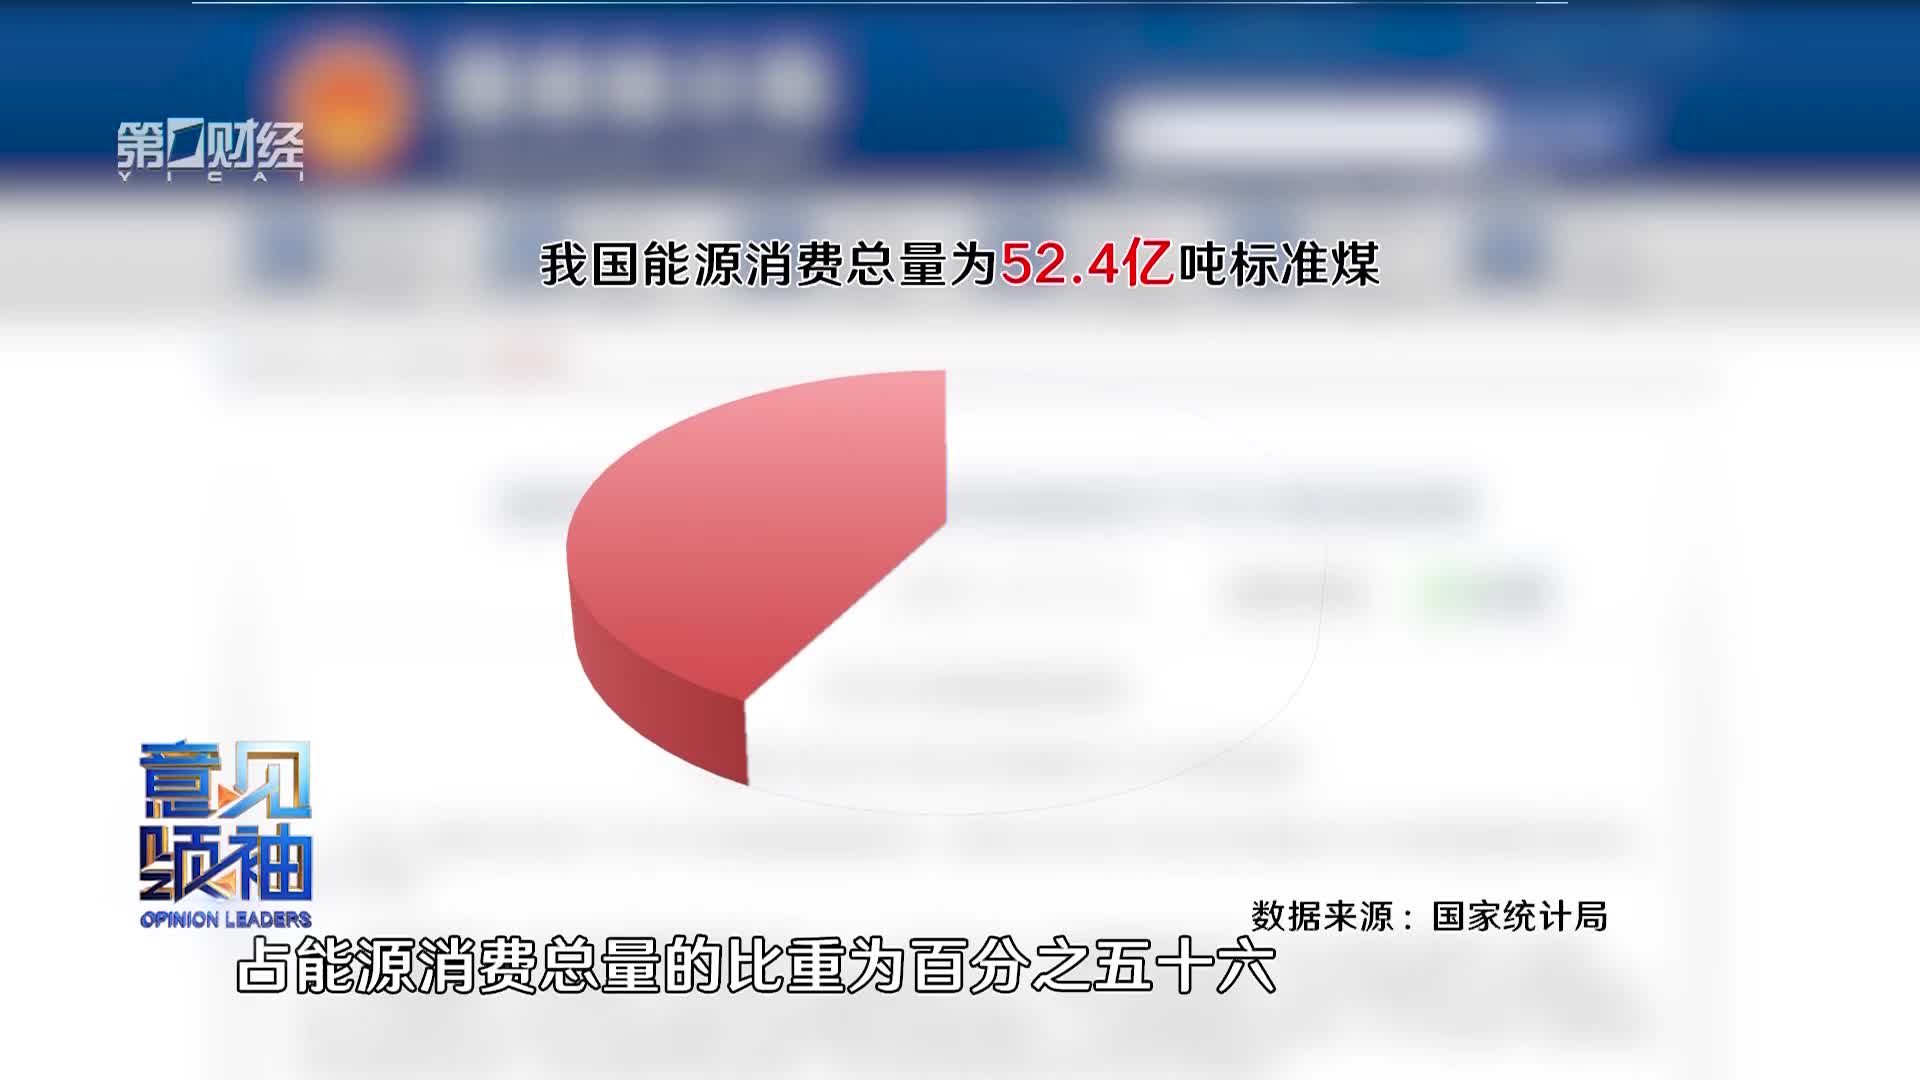 第一财经
YICAI
我国能源消费总量为52.4亿吨标准煤
意见
领袖
OPINION LEADERS
数据来源：国家统计局
占能源消费总量的比重为百分之五十六